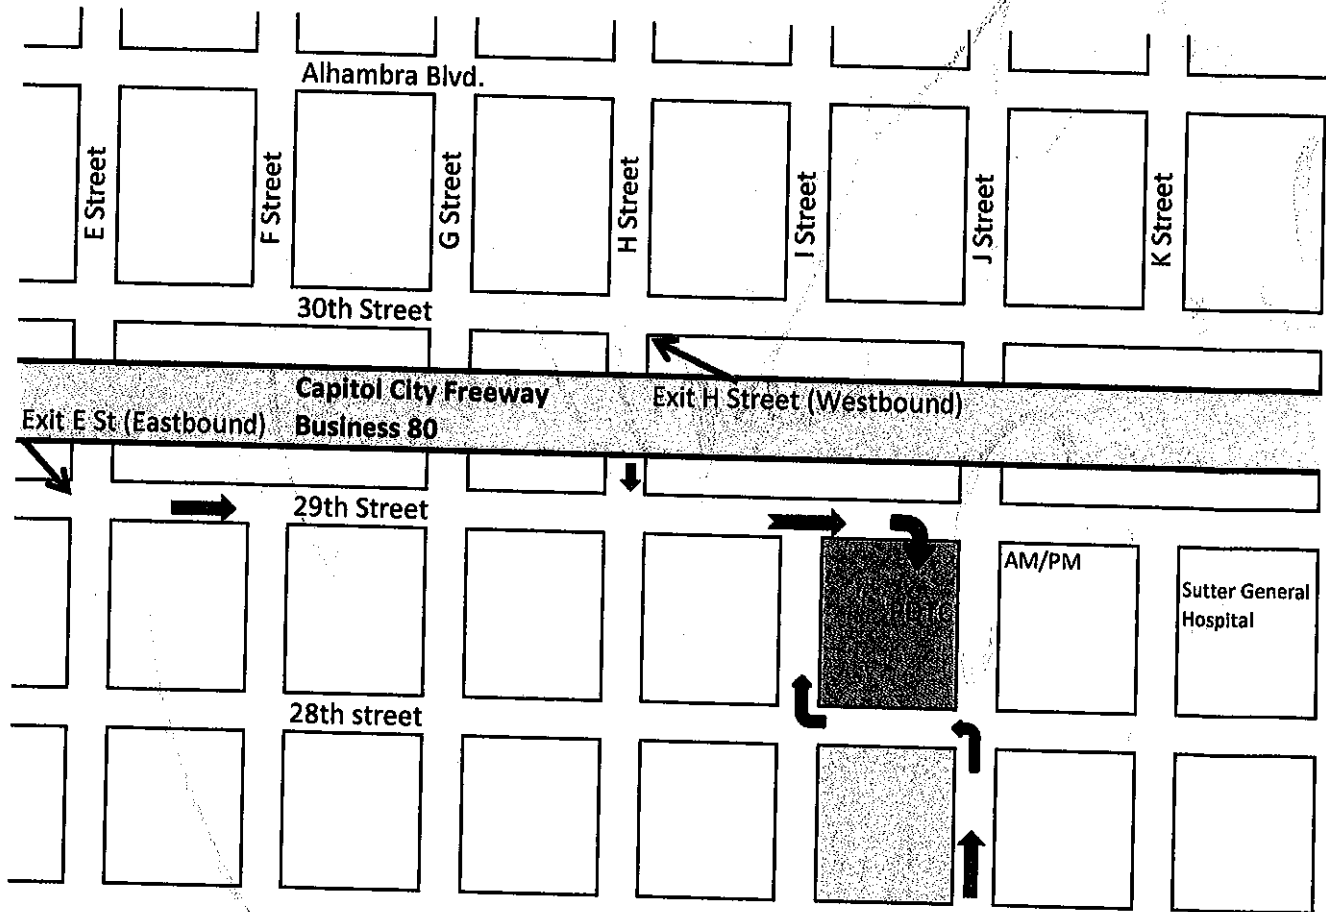 Alhambra Blvd.
E Street
F Street
G Street
H Street
I Street
J Street
K Street
30th Street
Capitol City Freeway
Exit H Street (Westbound)
Exit E St (Eastbound)
Business 80
29th Street
AM/PM
Sutter General
Hospital
28th street